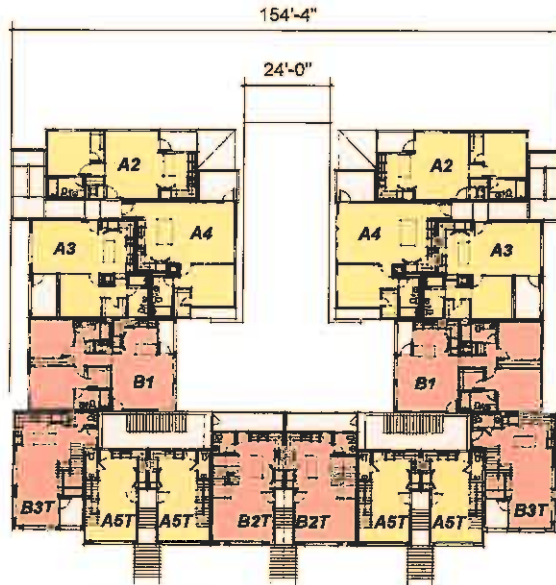 154'-4"
24'-0"
A2 A2
A4 A4
A3 A3
B1 B1
B3T B3T
A5T A5T B2T B2T A5T A5T